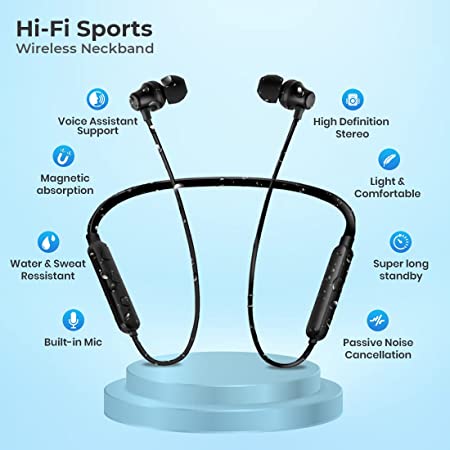 Hi-Fi Sports
Wireless Neckband
Voice Assistant
Support
High Definition
Stereo
Magnetic
absorption
Light &
Comfortable
Water & Sweat
Ressistant
Super long
standby
Built-in Mic
Passive Noise
Cancellation